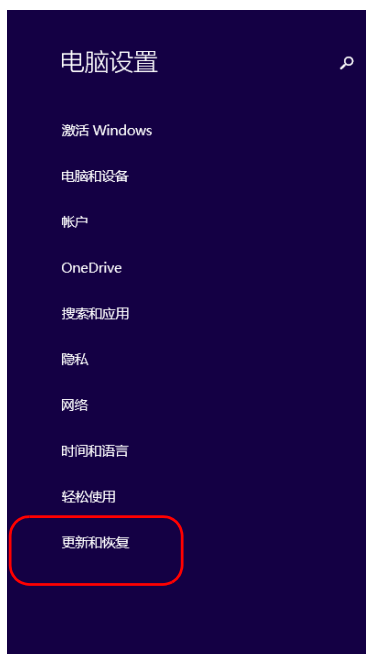 电脑设置
激活 Windows
电脑和设备
帐户
OneDrive
搜索和应用
隐私
网络
时间和语言
轻松使用
更新和恢复